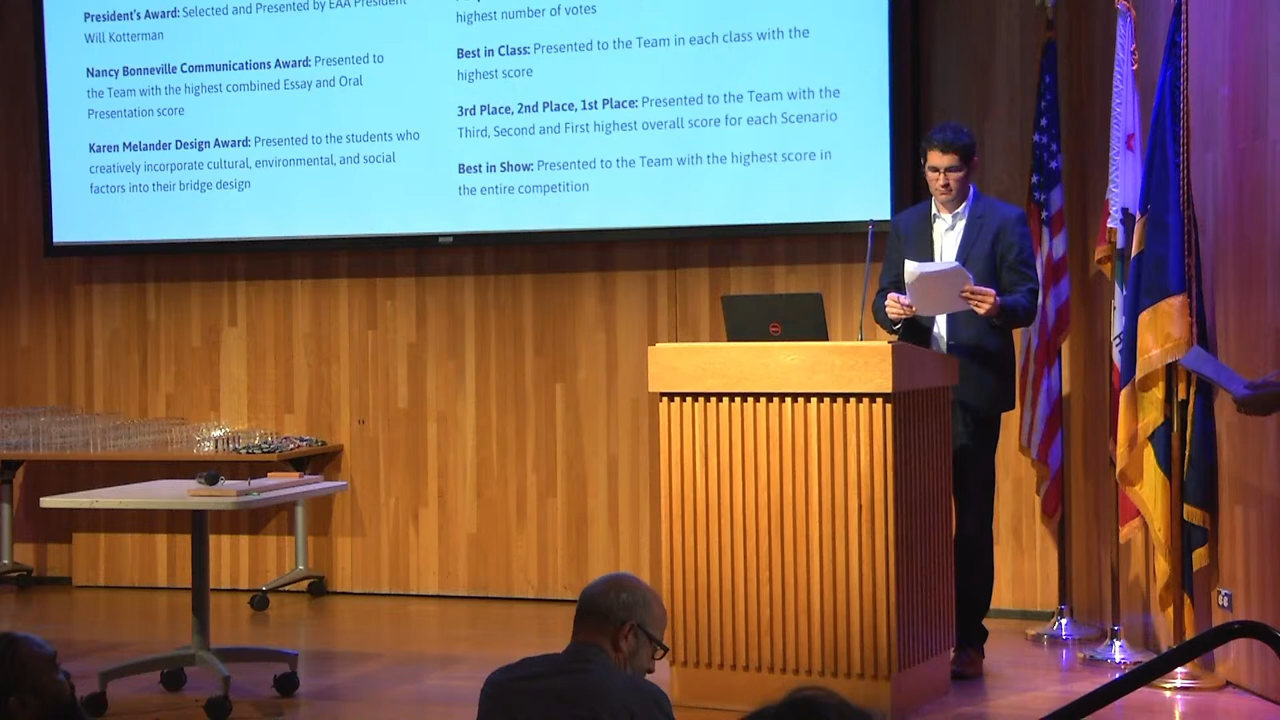 President's Award: Selected and Presented by EAA President
Will Kotterman
Nancy Bonneville Communications Award: Presented to
the Team with the highest combined Essay and Oral
Presentation score
Karen Melander Design Award: Presented to the students who
creatively incorporate cultural, environmental, and social
factors into their bridge design
highest number of votes
Best in Class: Presented to the Team in each class with the
highest score
3rd Place, 2nd Place, 1st Place: Presented to the Team with the
Third, Second and First highest overall score for each Scenario
Best in Show: Presented to the Team with the highest score in
the entire competition